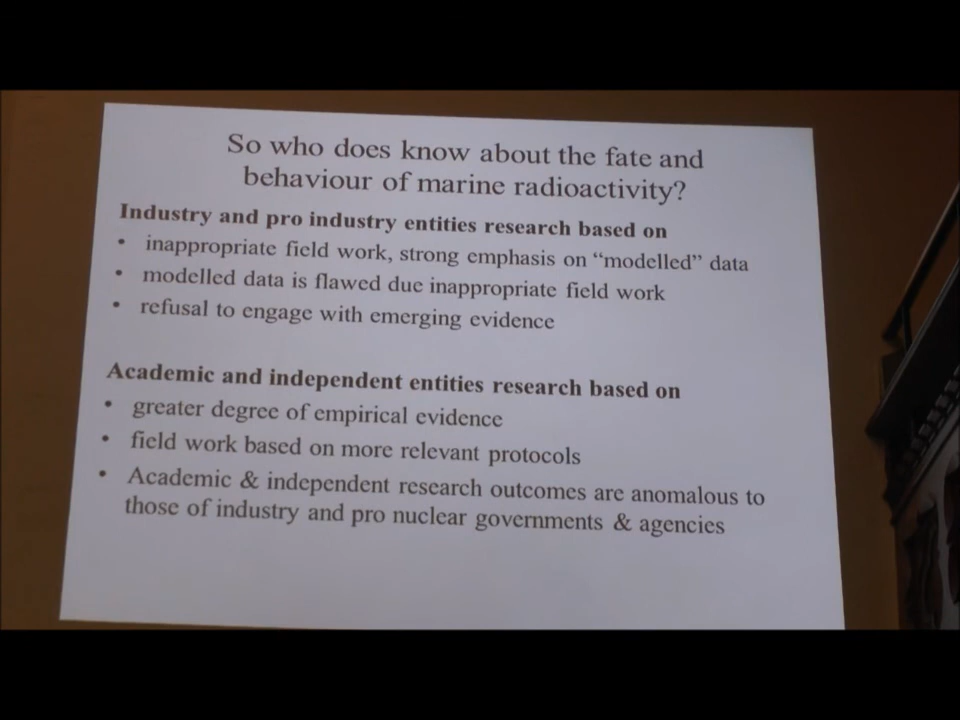 So who does know about the fate and
behaviour of marine radioactivity?
Industry and pro industry entities research based on
• inappropriate field work, strong emphasis on “modelled” data
• modelled data is flawed due inappropriate field work
• refusal to engage with emerging evidence
Academic and independent entities research based on
• greater degree of empirical evidence
• field work based on more relevant protocols
• Academic & independent research outcomes are anomalous to
those of industry and pro nuclear governments & agencies